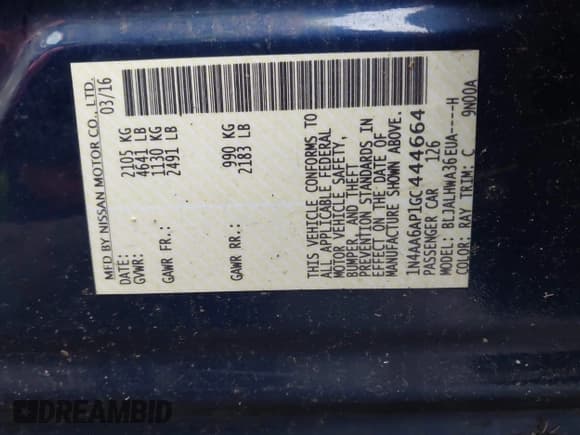 MFD BY NISSAN MOTOR CO., LTD.
DATE: 03/16
GVWR: 2105 KG
4641 LB
GAWR FR.: 1130 KG
2491 LB
GAWR RR.: 990 KG
2183 LB
THIS VEHICLE CONFORMS TO
ALL APPLICABLE FEDERAL
MOTOR VEHICLE SAFETY,
BUMPER, AND THEFT
PREVENTION STANDARDS IN
EFFECT ON THE DATE OF
MANUFACTURE SHOWN ABOVE.
1N4AA6AP1GC444664
PASSENGER CAR 126
MODEL: BLJALHWA36EUA----H
COLOR: RAY TRIM: C 9N00A
DREAMBID